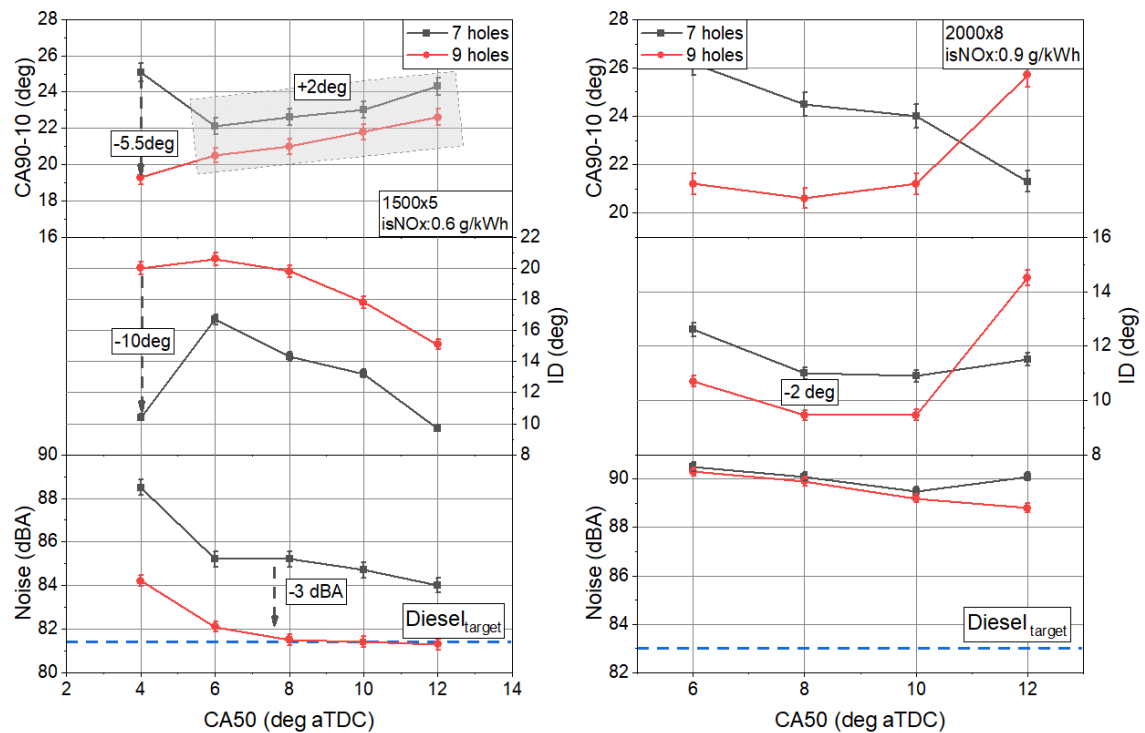 28
26
24
22
20
18
16
CA90-10 (deg)
7 holes
9 holes
+2deg
-5.5deg
1500x5
isNOx:0.6 g/kWh
22
20
18
16
14
12
10
8
ID (deg)
-10deg
90
88
86
84
82
80
Noise (dBA)
-3 dBA
Diesel target
2
4
6
8
10
12
14
CA50 (deg aTDC)
28
26
24
22
20
CA90-10 (deg)
7 holes
9 holes
2000x8
isNOx:0.9 g/kWh
16
14
12
10
8
ID (deg)
-2 deg
90
88
86
84
82
Noise (dBA)
Diesel target
6
8
10
12
CA50 (deg aTDC)